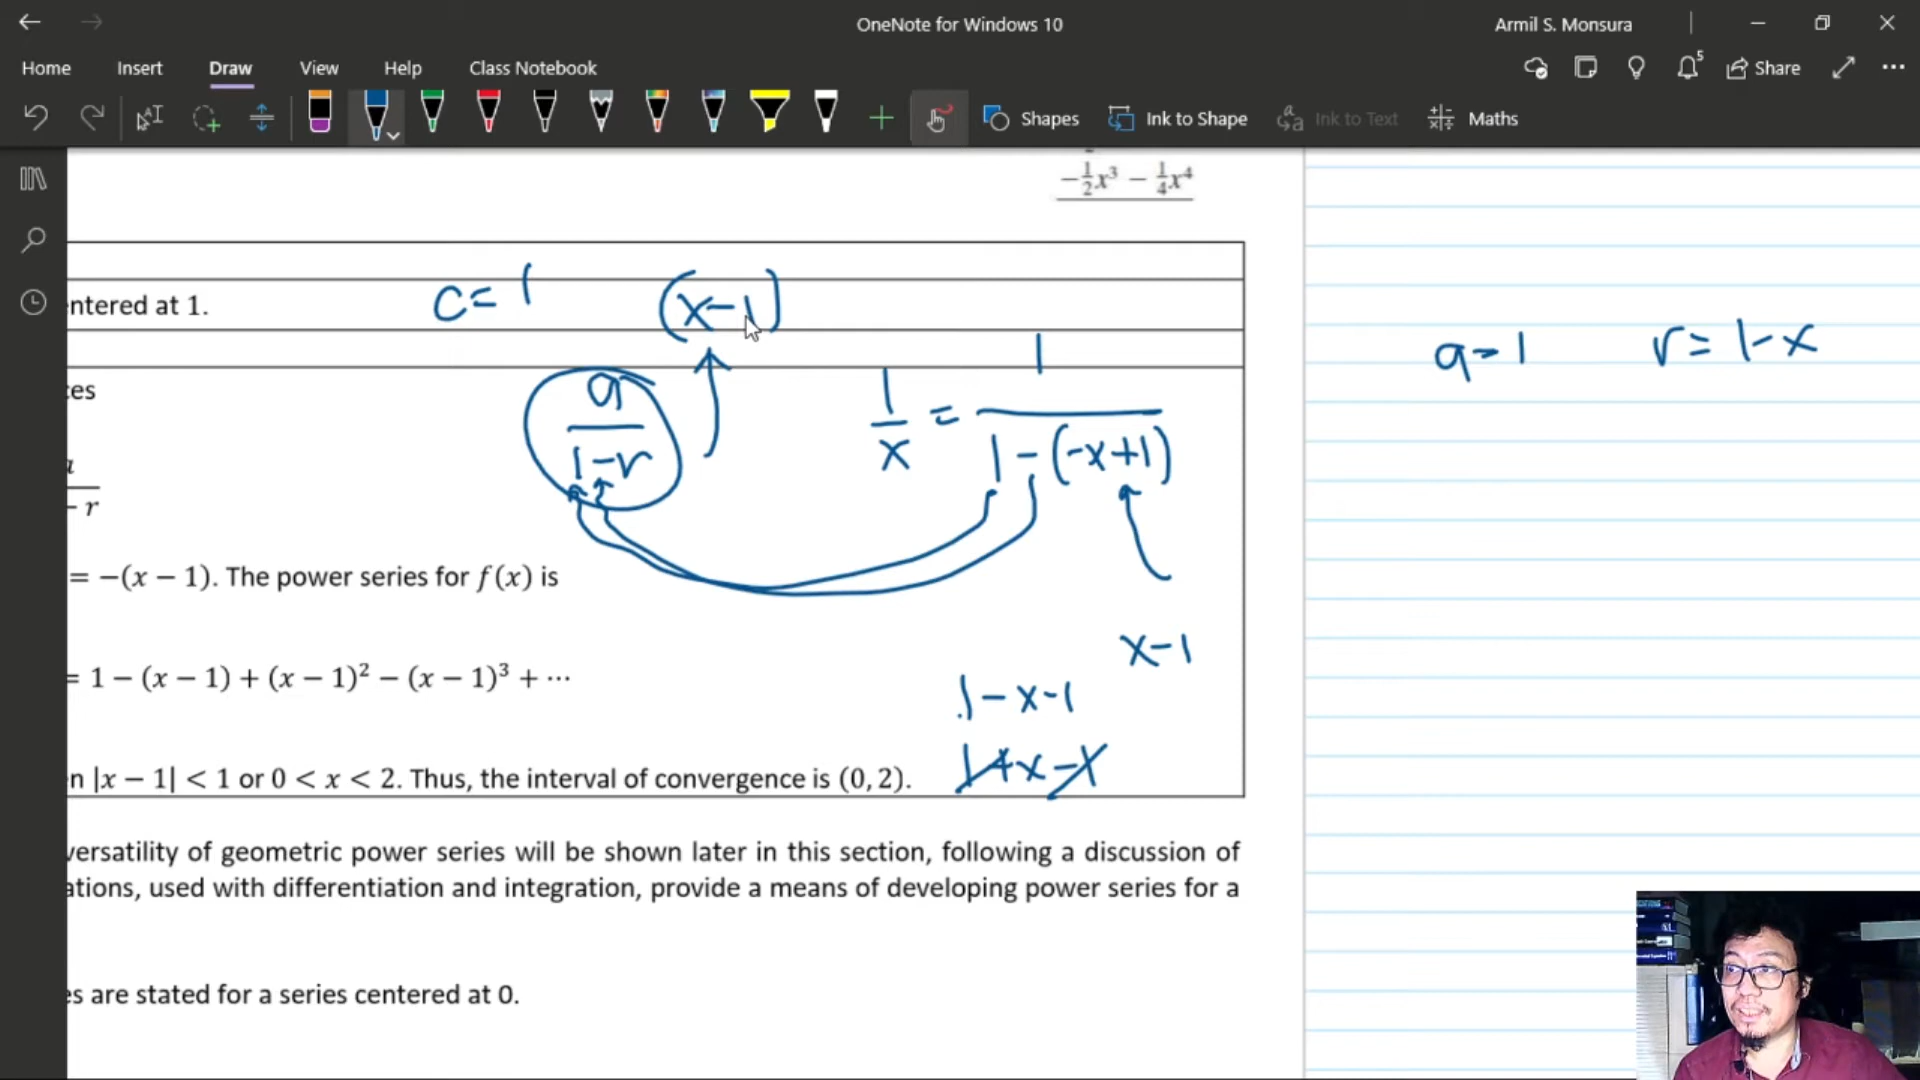 OneNote for Windows 10
Armil S. Monsura
Home Insert Draw View Help Class Notebook
5
Share
Shapes
Ink to Shape
Ink to Text
Maths
-1/2x³ − 1/4x⁴
entered at 1.
c = 1
(x-1)
a = 1
r = 1-x
ces
a/(1-r)
1/x = 1/(1-(-x+1))
− r
= −(x − 1). The power series for f(x) is
x-1
= 1 − (x − 1) + (x − 1)² − (x − 1)³ + ⋯
1-x-1
1+x-1
n |x − 1| < 1 or 0 < x < 2. Thus, the interval of convergence is (0, 2).
versatility of geometric power series will be shown later in this section, following a discussion of
ations, used with differentiation and integration, provide a means of developing power series for a
es are stated for a series centered at 0.